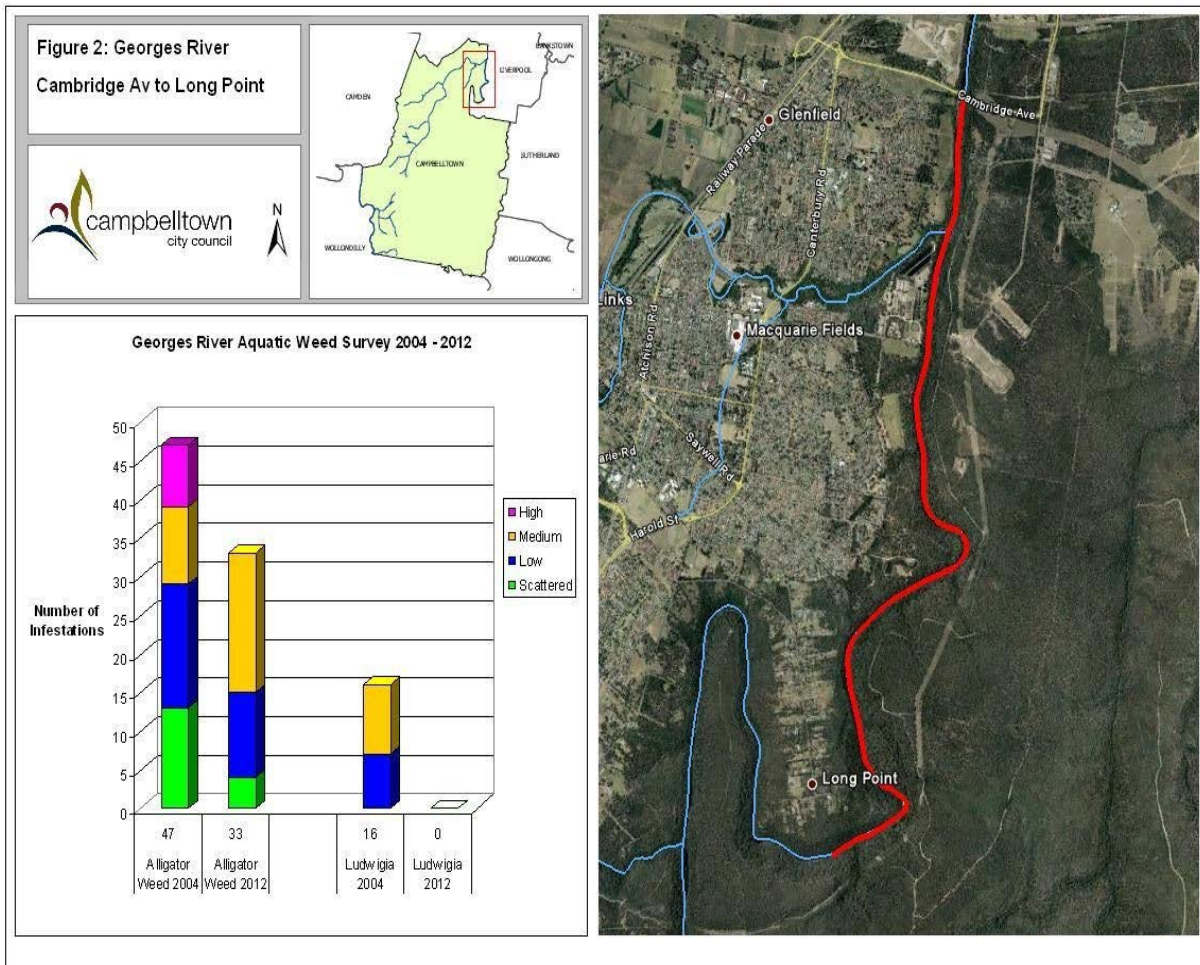 Figure 2: Georges River
Cambridge Av to Long Point
campbelltown
city council
N
BANKSTOWN
LIVERPOOL
CAMDEN
CAMPBELLTOWN
SUTHERLAND
WOLLONDILLY
WOLLONGONG
Georges River Aquatic Weed Survey 2004 - 2012
50
45
40
35
30
25
20
15
10
5
0
Number of
Infestations
High
Medium
Low
Scattered
47 33 16 0
Alligator Alligator Ludwigia Ludwigia
Weed 2004 Weed 2012 2004 2012
Cambridge Ave
Glenfield
Railway Parade
Canterbury Rd
Links
Macquarie Fields
Atchison Rd
Saywell Rd
arie Rd
Harold St
Long Point